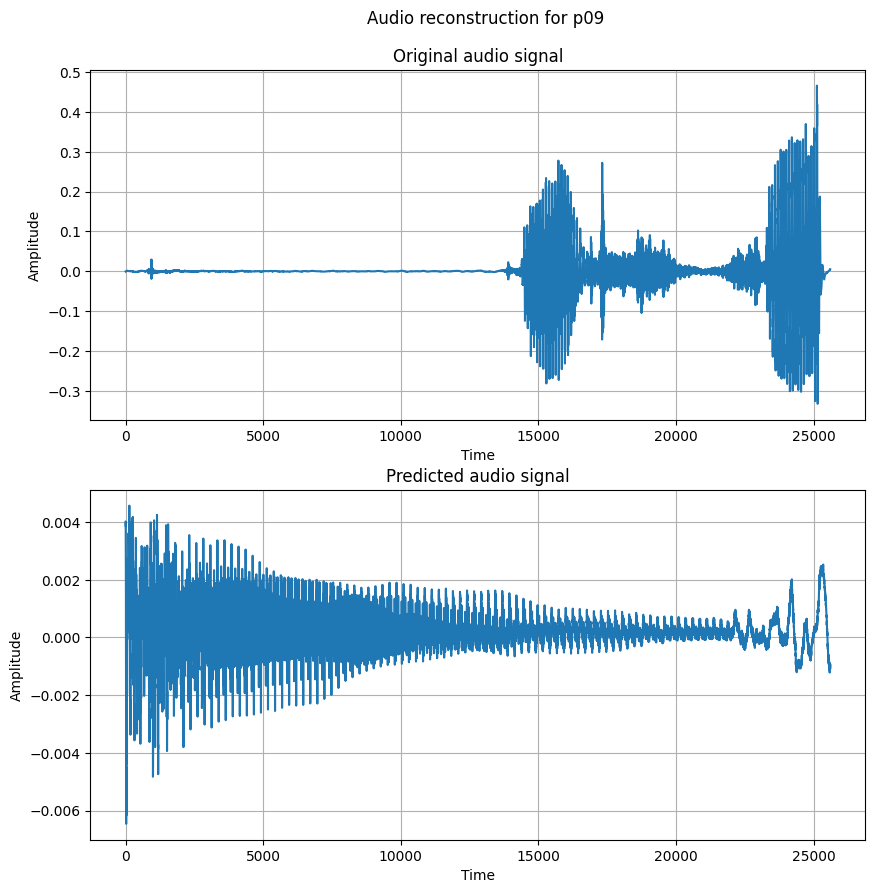 Audio reconstruction for p09
Original audio signal
0.5
0.4
0.3
0.2
0.1
0.0
−0.1
−0.2
−0.3
Amplitude
0 5000 10000 15000 20000 25000
Time
Predicted audio signal
0.004
0.002
0.000
−0.002
−0.004
−0.006
Amplitude
0 5000 10000 15000 20000 25000
Time